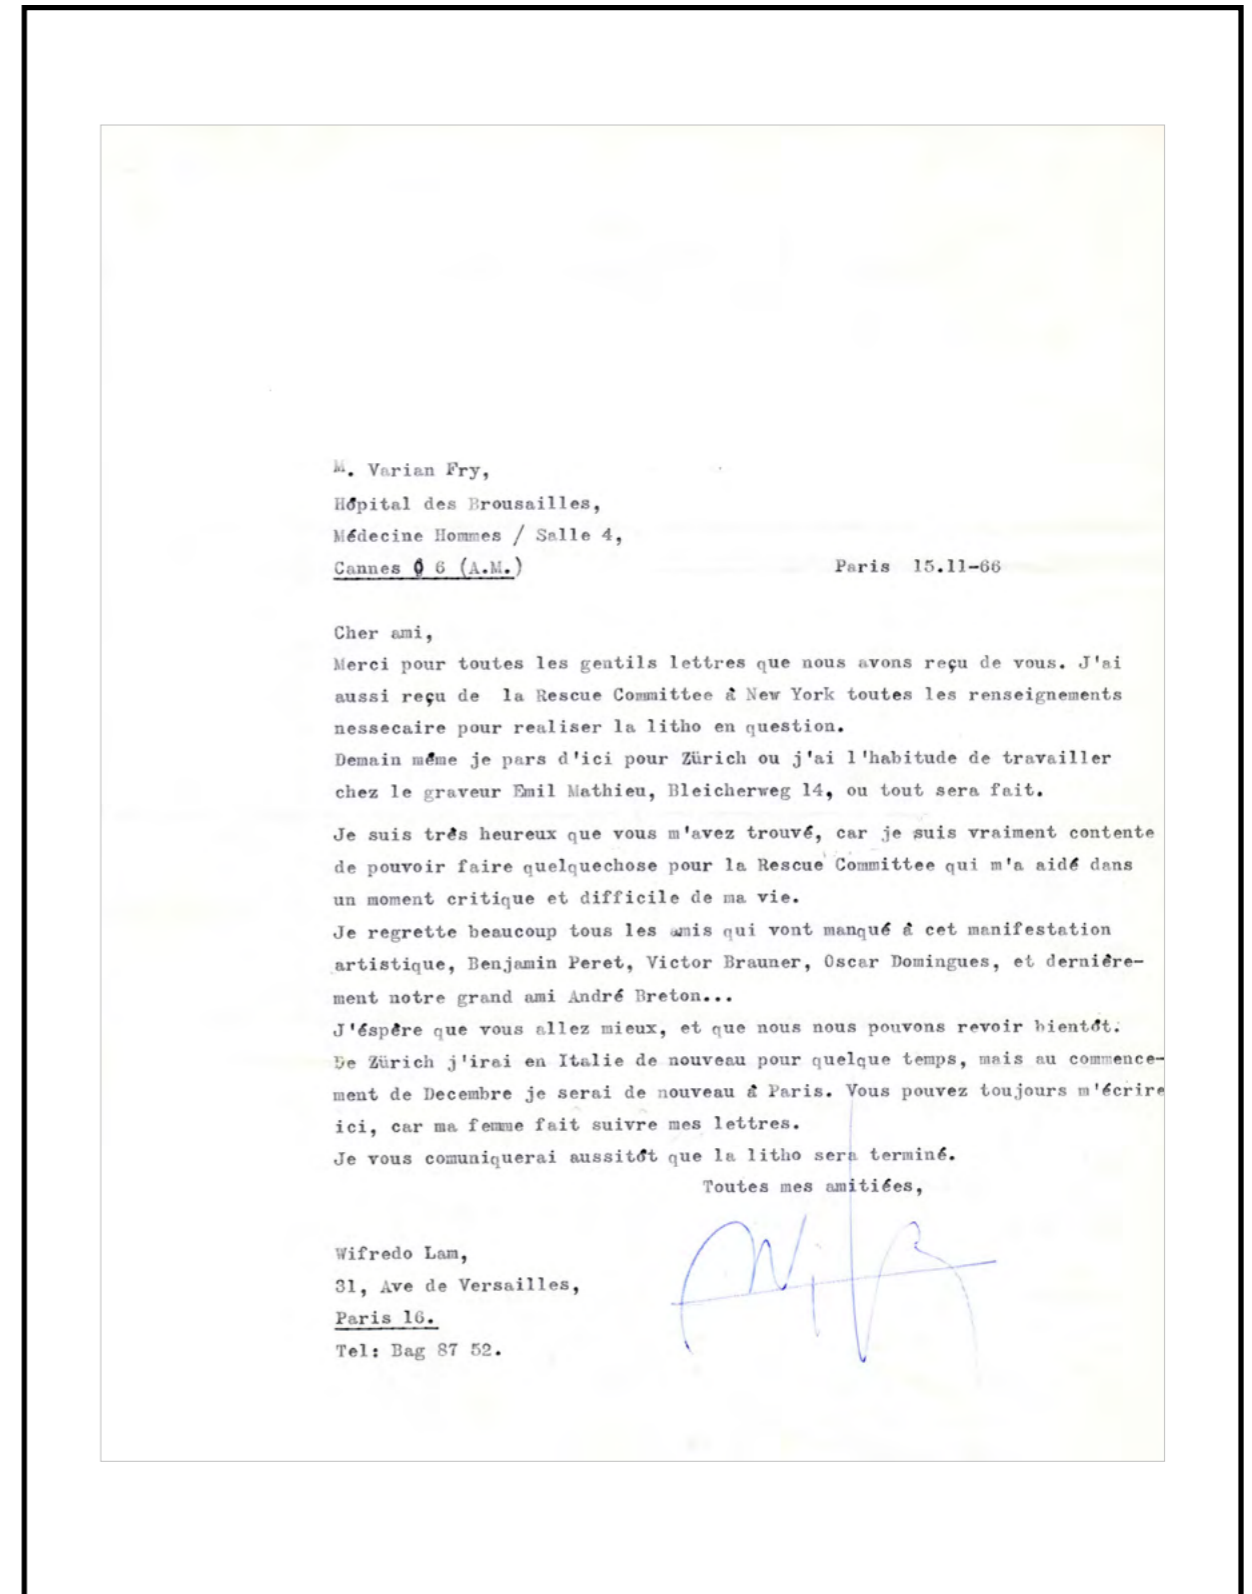 M. Varian Fry,
Hôpital des Brousailles,
Médecine Hommes / Salle 4,
Cannes 6 (A.M.)
Paris 15.11-66
Cher ami,
Merci pour toutes les gentils lettres que nous avons reçu de vous. J'ai
aussi reçu de la Rescue Committee à New York toutes les renseignements
nessecaire pour realiser la litho en question.
Demain même je pars d'ici pour Zürich ou j'ai l'habitude de travailler
chez le graveur Emil Mathieu, Bleicherweg 14, ou tout sera fait.
Je suis très heureux que vous m'avez trouvé, car je suis vraiment contente
de pouvoir faire quelquechose pour la Rescue Committee qui m'a aidé dans
un moment critique et difficile de ma vie.
Je regrette beaucoup tous les amis qui vont manqué à cet manifestation
artistique, Benjamin Peret, Victor Brauner, Oscar Domingues, et dernière-
ment notre grand ami André Breton...
J'éspère que vous allez mieux, et que nous nous pouvons revoir bientôt.
De Zürich j'irai en Italie de nouveau pour quelque temps, mais au commence-
ment de Decembre je serai de nouveau à Paris. Vous pouvez toujours m'écrire
ici, car ma femme fait suivre mes lettres.
Je vous comuniquerai aussitôt que la litho sera terminé.
Toutes mes amitiées,
Wifredo Lam,
31, Ave de Versailles,
Paris 16.
Tel: Bag 87 52.